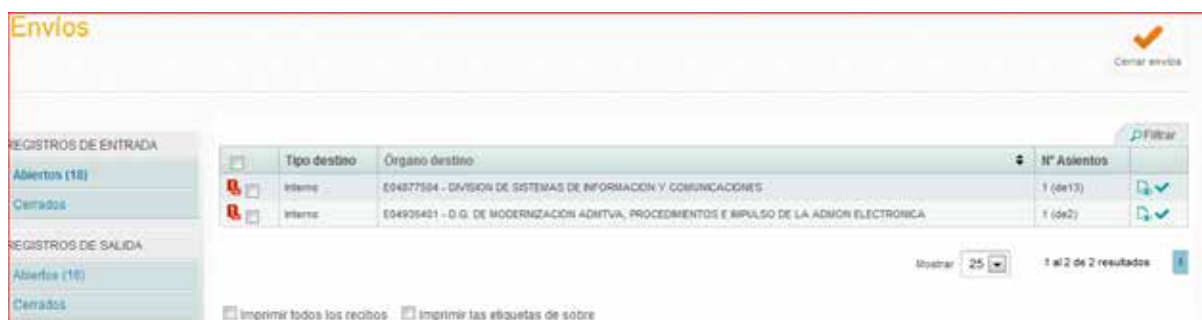 Envíos
Cerrar envíos
REGISTROS DE ENTRADA
Abiertos (18)
Cerrados
REGISTROS DE SALIDA
Abiertos (16)
Cerrados
Filtrar
Tipo destino Órgano destino Nº Asientos
Interno E04877504 - DIVISION DE SISTEMAS DE INFORMACION Y COMUNICACIONES 1 (de13)
Interno E04935401 - D.G. DE MODERNIZACION ADMTVA, PROCEDIMIENTOS E IMPULSO DE LA ADMON ELECTRONICA 1 (de2)
Mostrar 25 1 al 2 de 2 resultados 1
Imprimir todos los recibos Imprimir las etiquetas de sobre